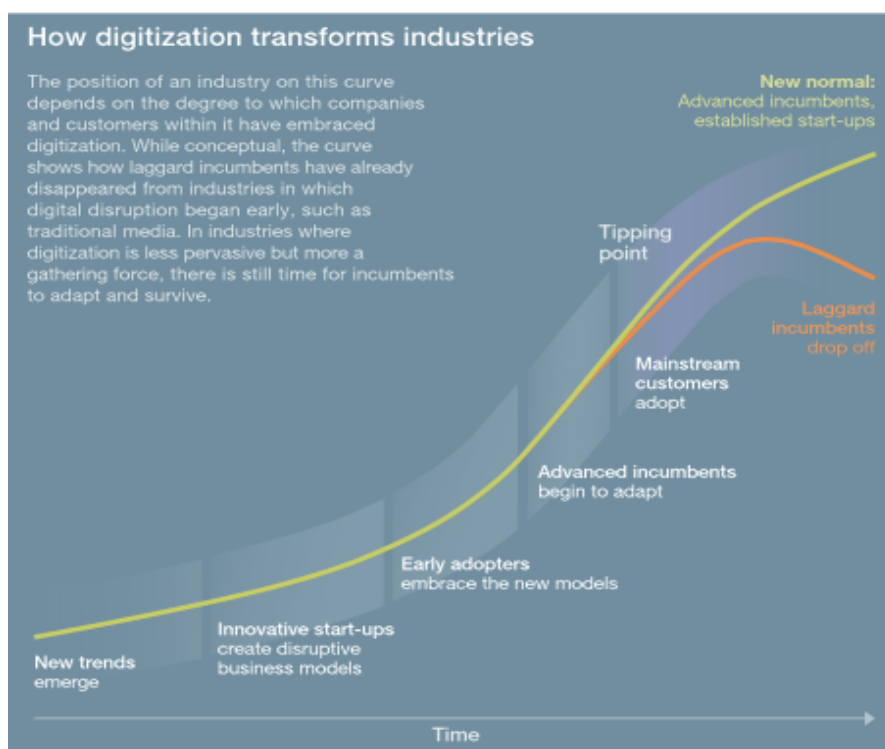 How digitization transforms industries
The position of an industry on this curve
depends on the degree to which companies
and customers within it have embraced
digitization. While conceptual, the curve
shows how laggard incumbents have already
disappeared from industries in which
digital disruption began early, such as
traditional media. In industries where
digitization is less pervasive but more a
gathering force, there is still time for incumbents
to adapt and survive.
New normal:
Advanced incumbents,
established start-ups
Tipping
point
Laggard
incumbents
drop off
Mainstream
customers
adopt
Advanced incumbents
begin to adapt
Early adopters
embrace the new models
Innovative start-ups
create disruptive
business models
New trends
emerge
Time